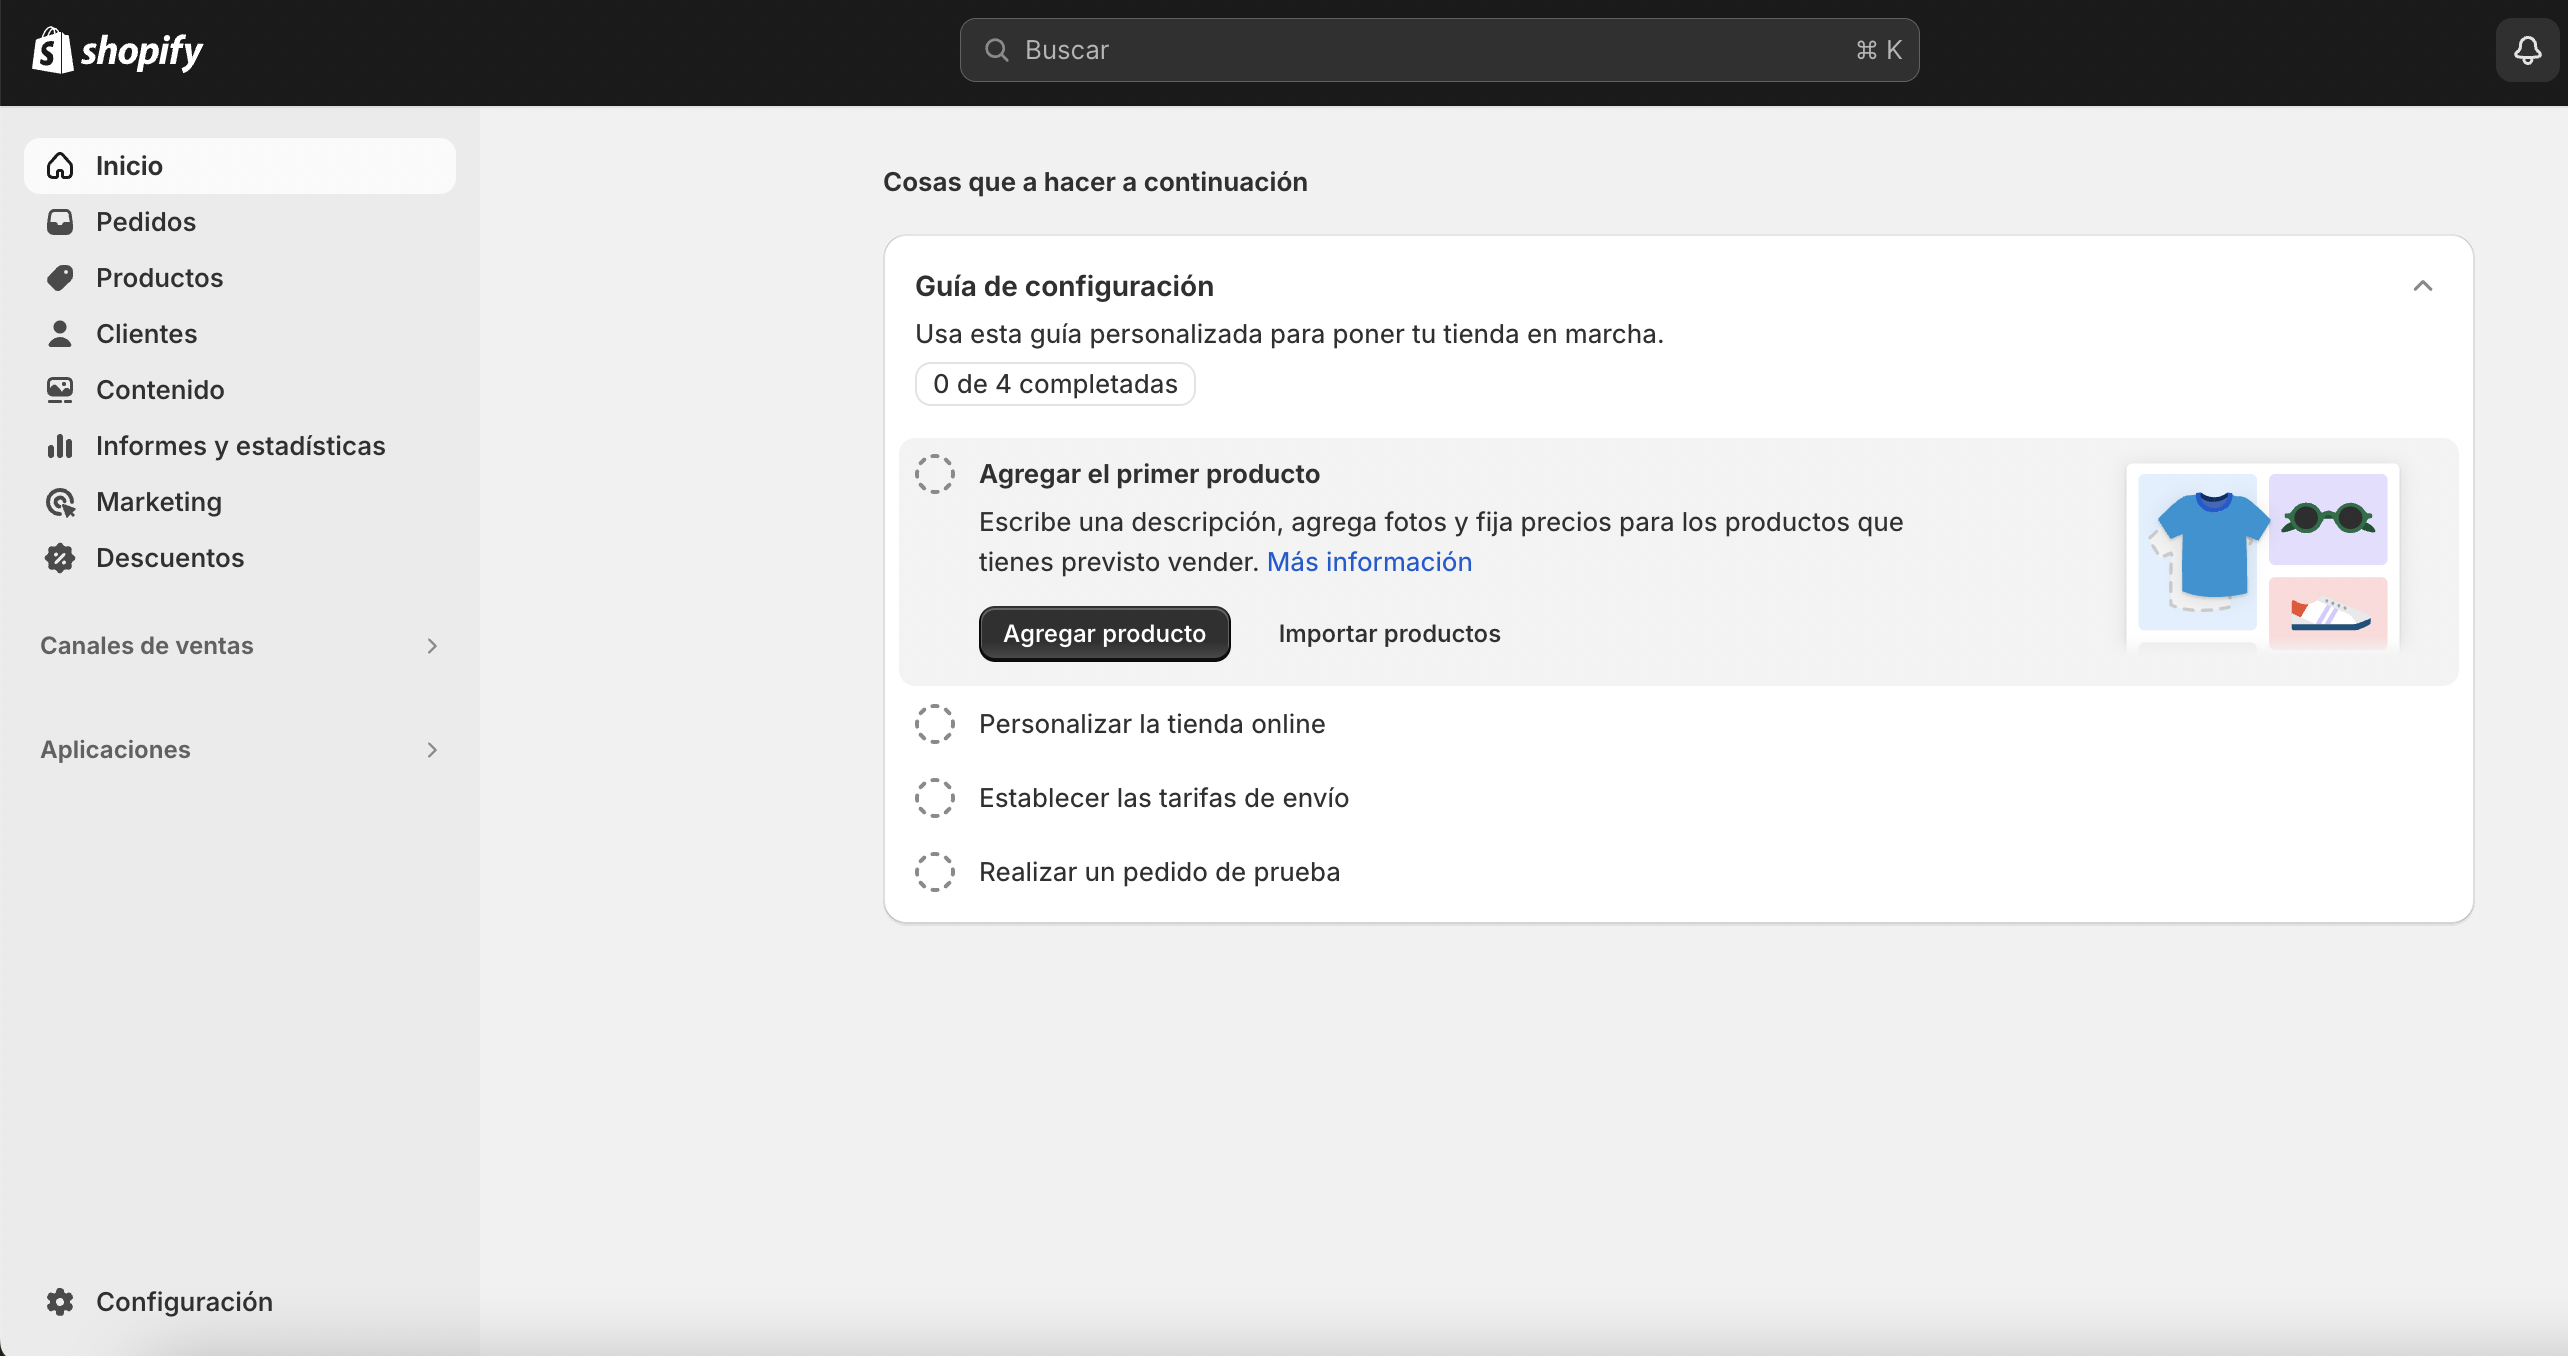 shopify
Buscar
⌘ K
Inicio
Pedidos
Productos
Clientes
Contenido
Informes y estadísticas
Marketing
Descuentos
Canales de ventas
Aplicaciones
Configuración
Cosas que a hacer a continuación
Guía de configuración
Usa esta guía personalizada para poner tu tienda en marcha.
0 de 4 completadas
Agregar el primer producto
Escribe una descripción, agrega fotos y fija precios para los productos que
tienes previsto vender. Más información
Agregar producto
Importar productos
Personalizar la tienda online
Establecer las tarifas de envío
Realizar un pedido de prueba